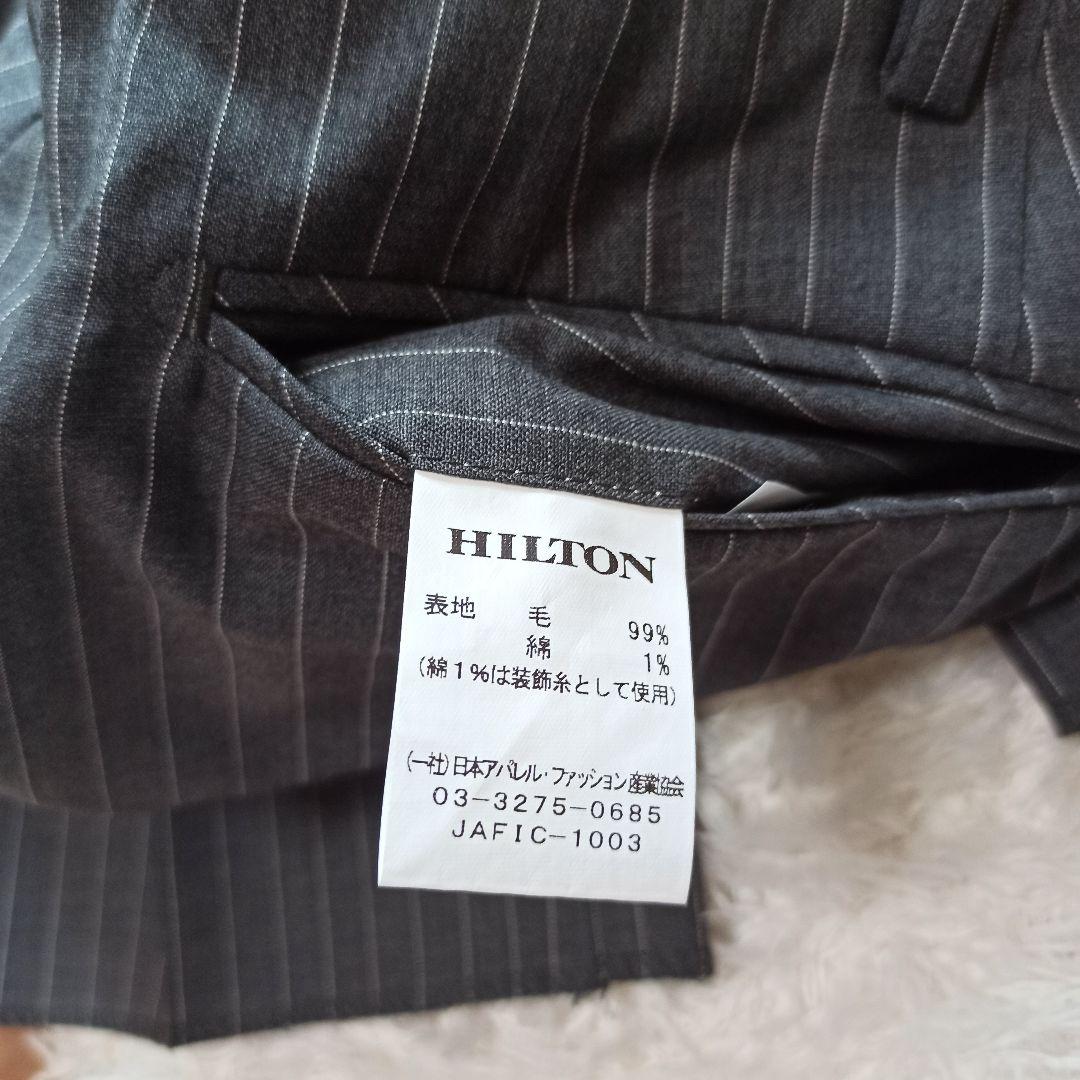 HILTON
表地 毛 99%
綿 1%
(綿1%は装飾糸として使用)
(一社)日本アパレル・ファッション産業協会
03-3275-0685
JAFIC-1003